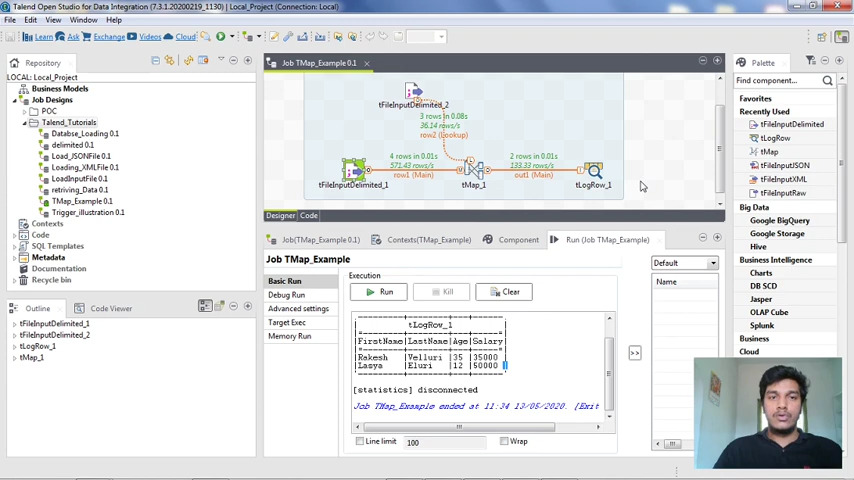 Talend Open Studio for Data Integration (7.3.1.20200219_1130) | Local_Project (Connection: Local)
File Edit View Window Help
Learn Ask Exchange Videos Cloud
Repository
LOCAL: Local_Project
Business Models
Job Designs
POC
Talend_Tutorials
Databse_Loading 0.1
delimited 0.1
Load_JSONFile 0.1
Loading_XMLFile 0.1
LoadInputFile 0.1
retriving_Data 0.1
TMap_Example 0.1
Trigger_illustration 0.1
Contexts
Code
SQL Templates
Metadata
Documentation
Recycle bin
Outline Code Viewer
tFileInputDelimited_1
tFileInputDelimited_2
tLogRow_1
tMap_1
Job TMap_Example 0.1
tFileInputDelimited_2
3 rows in 0.08s
36.14 rows/s
row2 (Lookup)
4 rows in 0.01s
571.43 rows/s
row1 (Main)
2 rows in 0.01s
133.33 rows/s
out1 (Main)
tFileInputDelimited_1
tMap_1
tLogRow_1
Designer Code
Job(TMap_Example 0.1) Contexts(TMap_Example) Component Run (Job TMap_Example)
Job TMap_Example
Basic Run
Debug Run
Advanced settings
Target Exec
Memory Run
Execution
Run Kill Clear
tLogRow_1
FirstName|LastName|Age|Salary
Rakesh |Velluri |35 |35000
Lasya |Eluri |12 |50000
[statistics] disconnected
Job TMap_Example ended at 11:34 13/05/2020. [Exit
Line limit 100 Wrap
Default
Name
Palette
Find component...
Favorites
Recently Used
tFileInputDelimited
tLogRow
tMap
tFileInputJSON
tFileInputXML
tFileInputRaw
Big Data
Google BigQuery
Google Storage
Hive
Business Intelligence
Charts
DB SCD
Jasper
OLAP Cube
Splunk
Business
Cloud